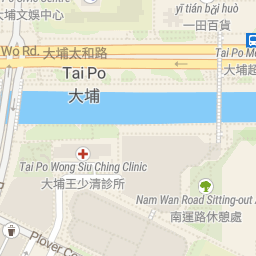 大埔文娛中心
yī tián bǎi huò
一田百貨
Wo Rd.
大埔太和路
Tai Po
大埔
Tai Po M
大埔超
Tai Po Wong Siu Ching Clinic
大埔王少清診所
Nam Wan Road Sitting-out A
南運路休憩處
Plover C